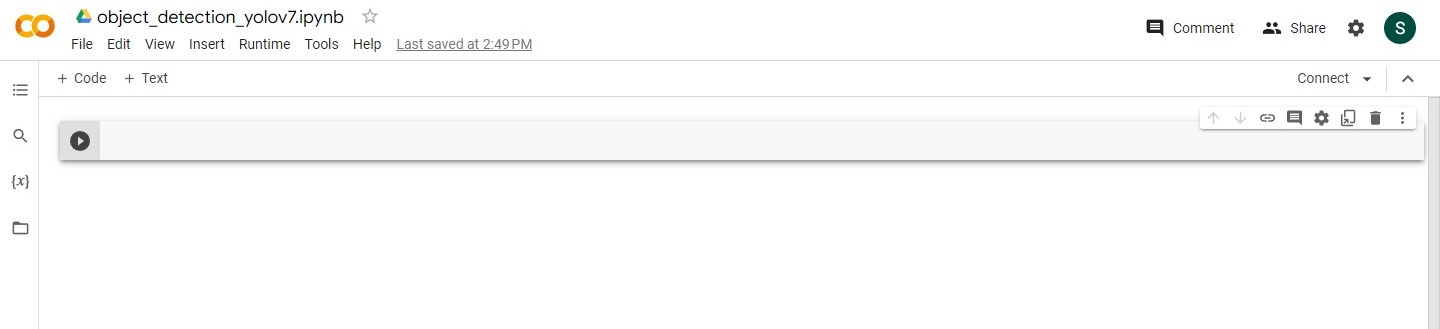 object_detection_yolov7.ipynb
File Edit View Insert Runtime Tools Help Last saved at 2:49 PM
Comment Share S
+ Code + Text
Connect
{x}